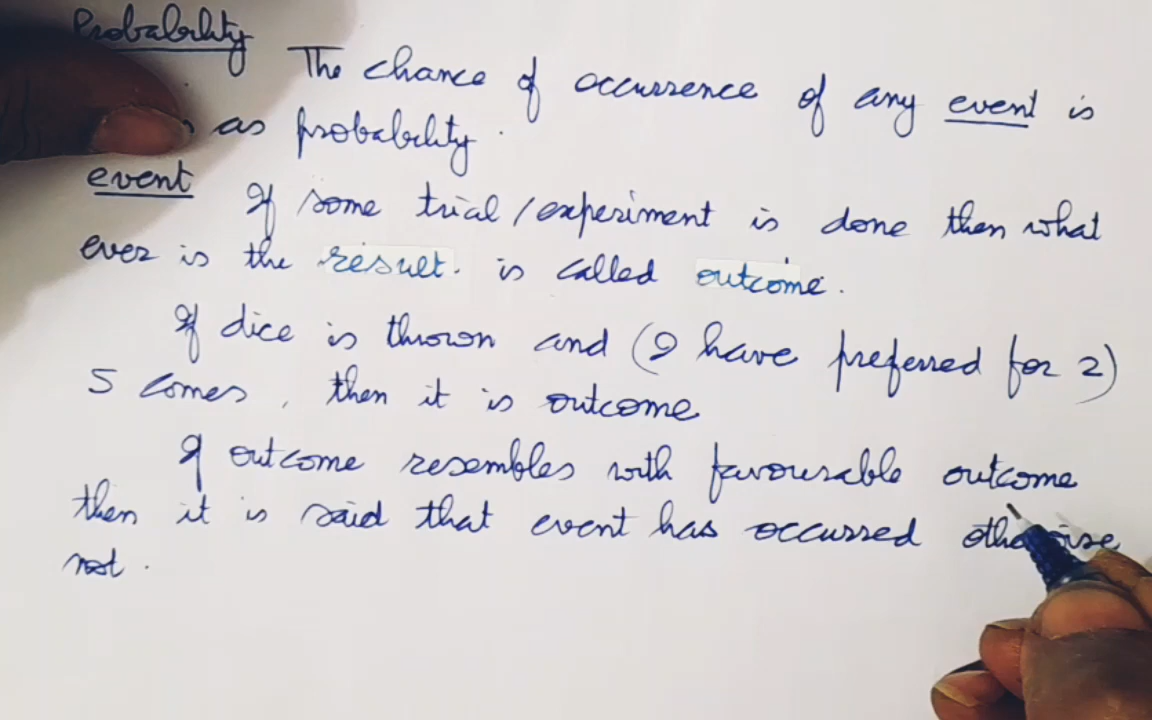 Probability The chance of occurrence of any event is
as probability.
event If some trial/experiment is done then what
ever is the result. is called outcome.
If dice is thrown and (I have preferred for 2)
5 comes, then it is outcome
If outcome resembles with favourable outcome
then it is said that event has occurred otherwise
not.